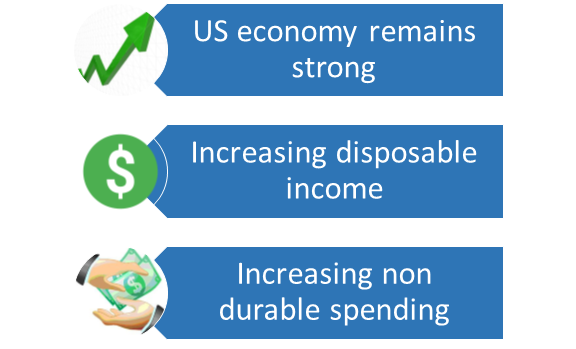 US economy remains
strong
$
Increasing disposable
income
$
Increasing non
durable spending